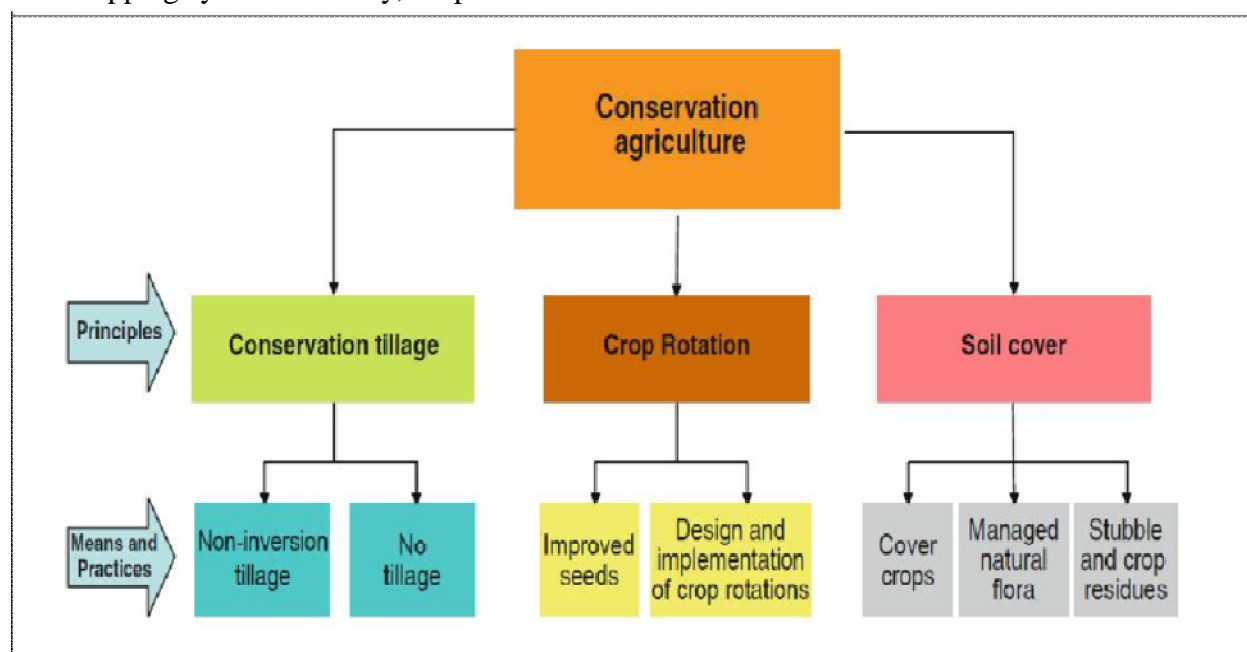 Conservation
agriculture
Principles
Conservation tillage
Crop Rotation
Soil cover
Means and
Practices
Non-inversion
tillage
No
tillage
Improved
seeds
Design and
implementation
of crop rotations
Cover
crops
Managed
natural
flora
Stubble
and crop
residues